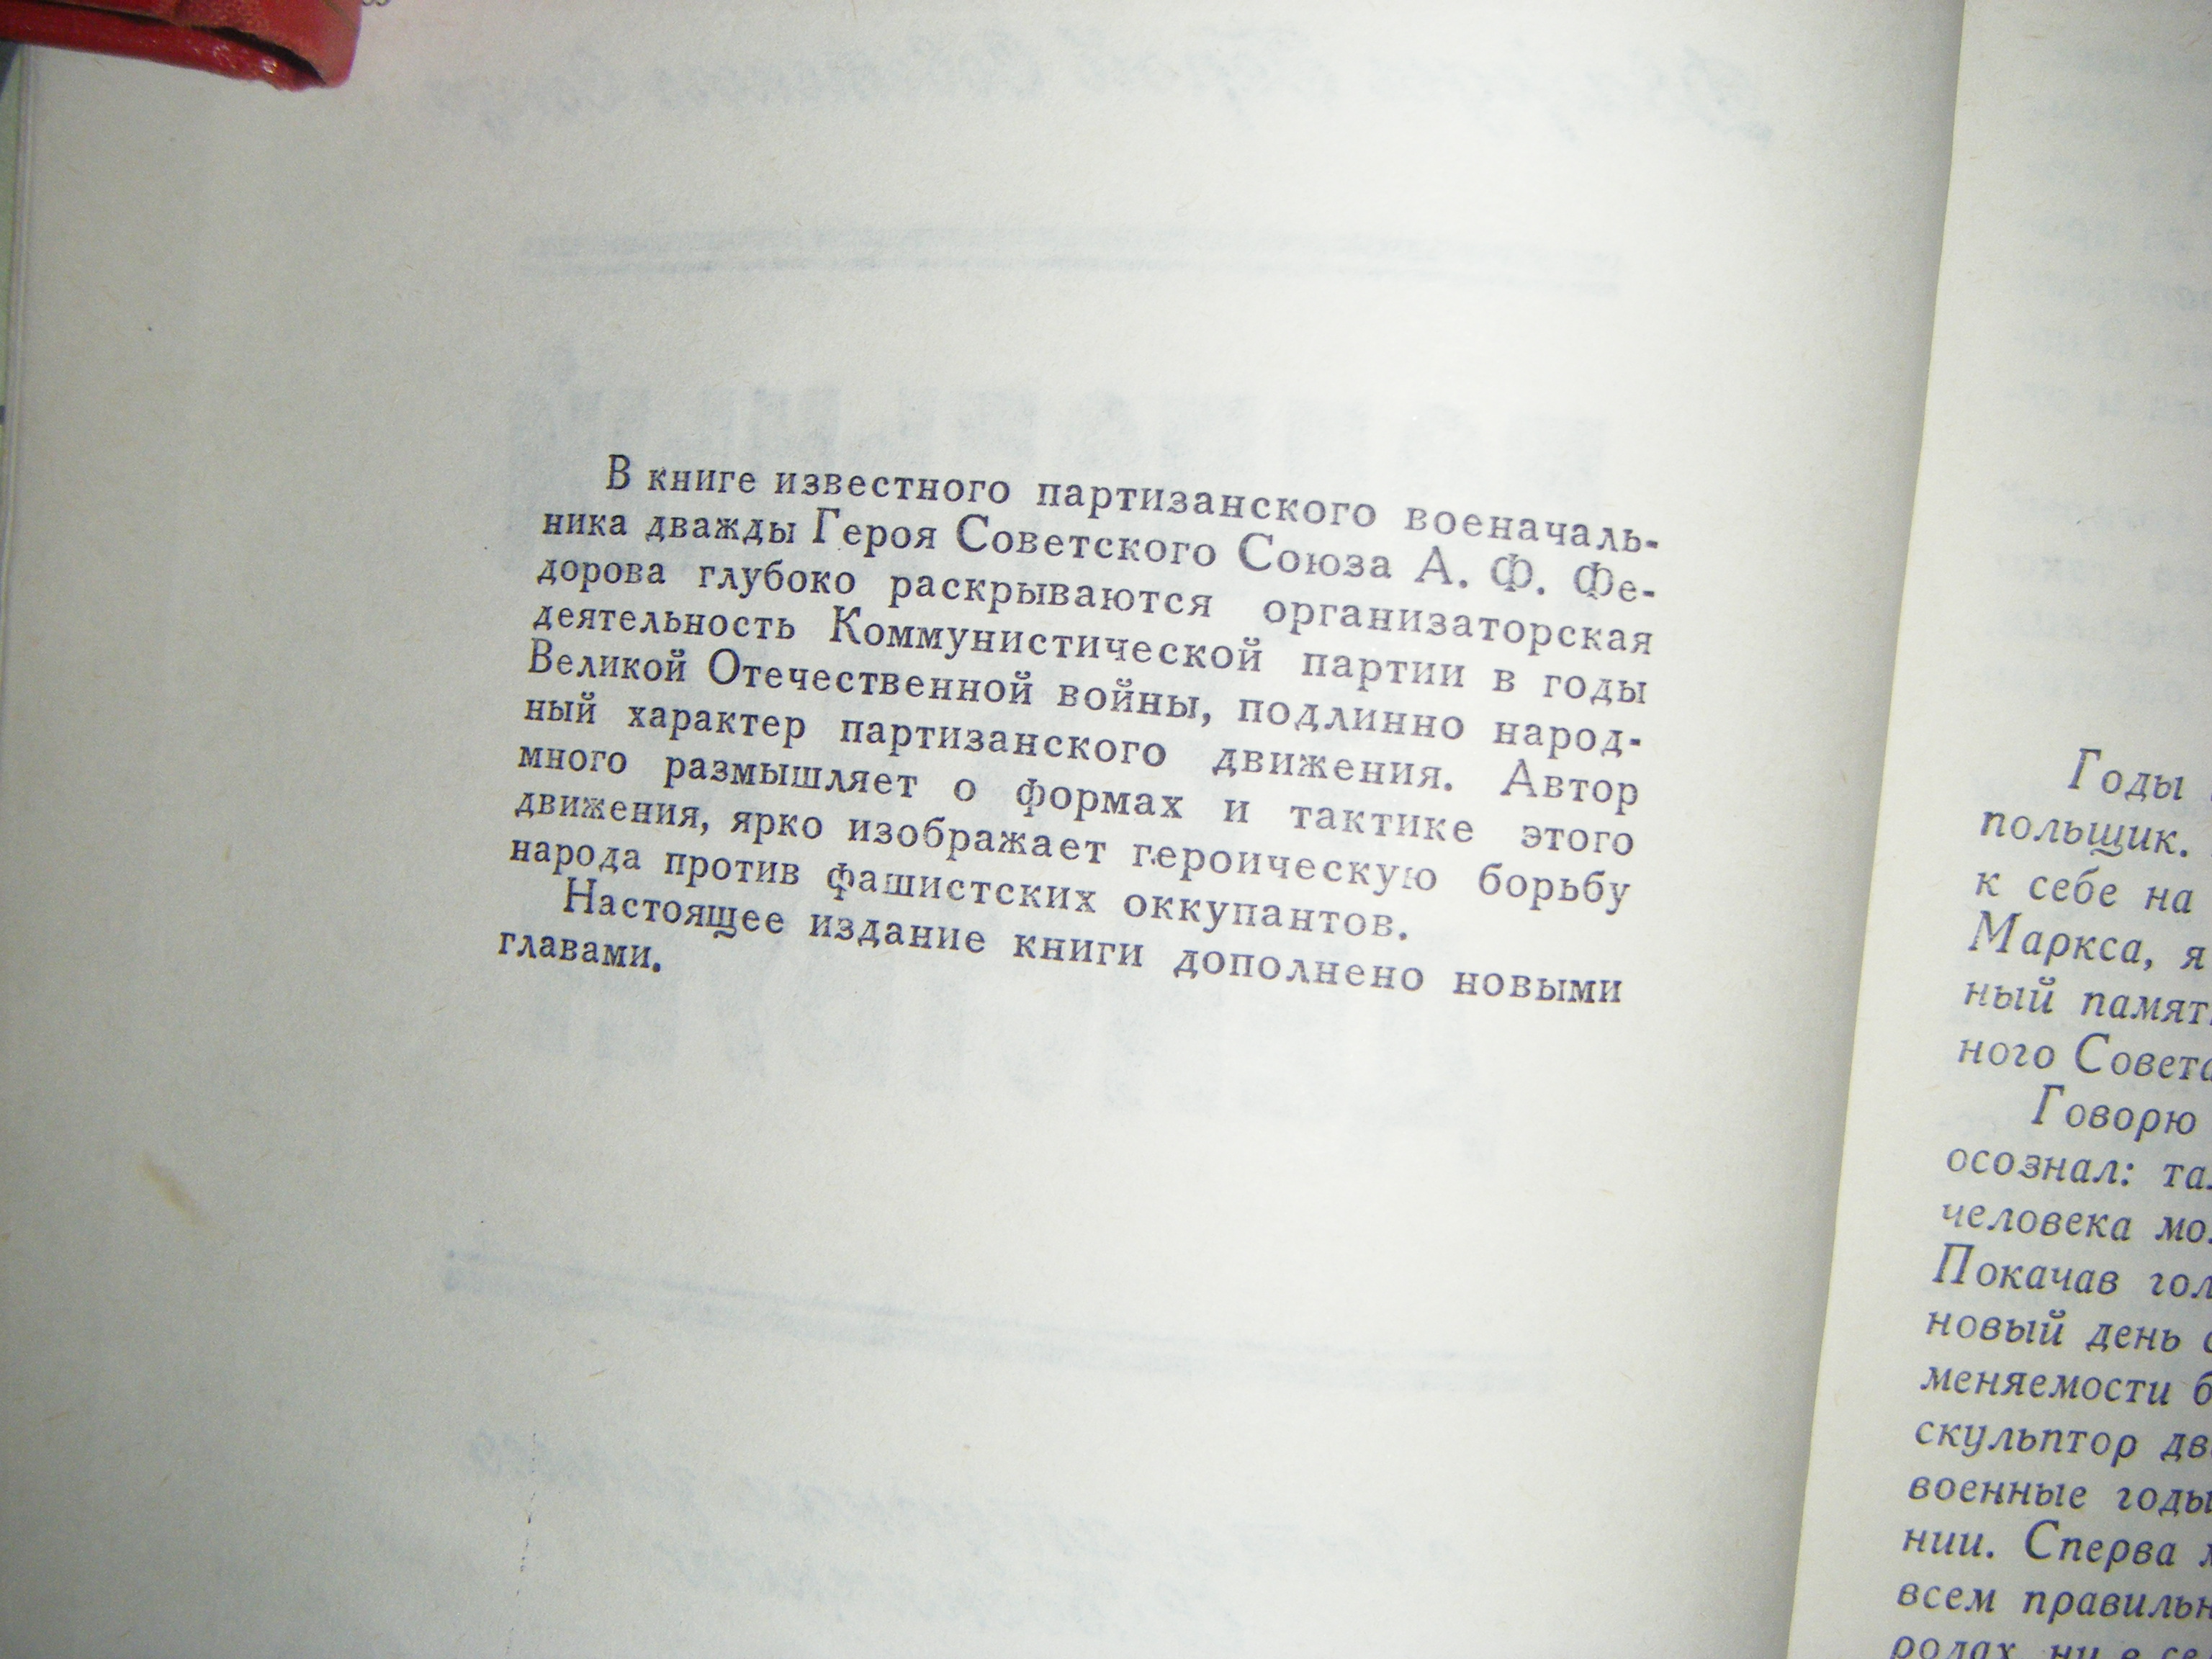 В книге известного партизанского военачаль-
ника дважды Героя Советского Союза А. Ф. Фе-
дорова глубоко раскрываются организаторская
деятельность Коммунистической партии в годы
Великой Отечественной войны, подлинно народ-
ный характер партизанского движения. Автор
много размышляет о формах и тактике этого
движения, ярко изображает героическую борьбу
народа против фашистских оккупантов.
Настоящее издание книги дополнено новыми
главами.
Годы
польщик.
к себе на
Маркса, я
ный
ного
Говорю
осознал:
человека
Покачав
новый день
меняемости
скульптор
военные годы
нии. Сперва
всем